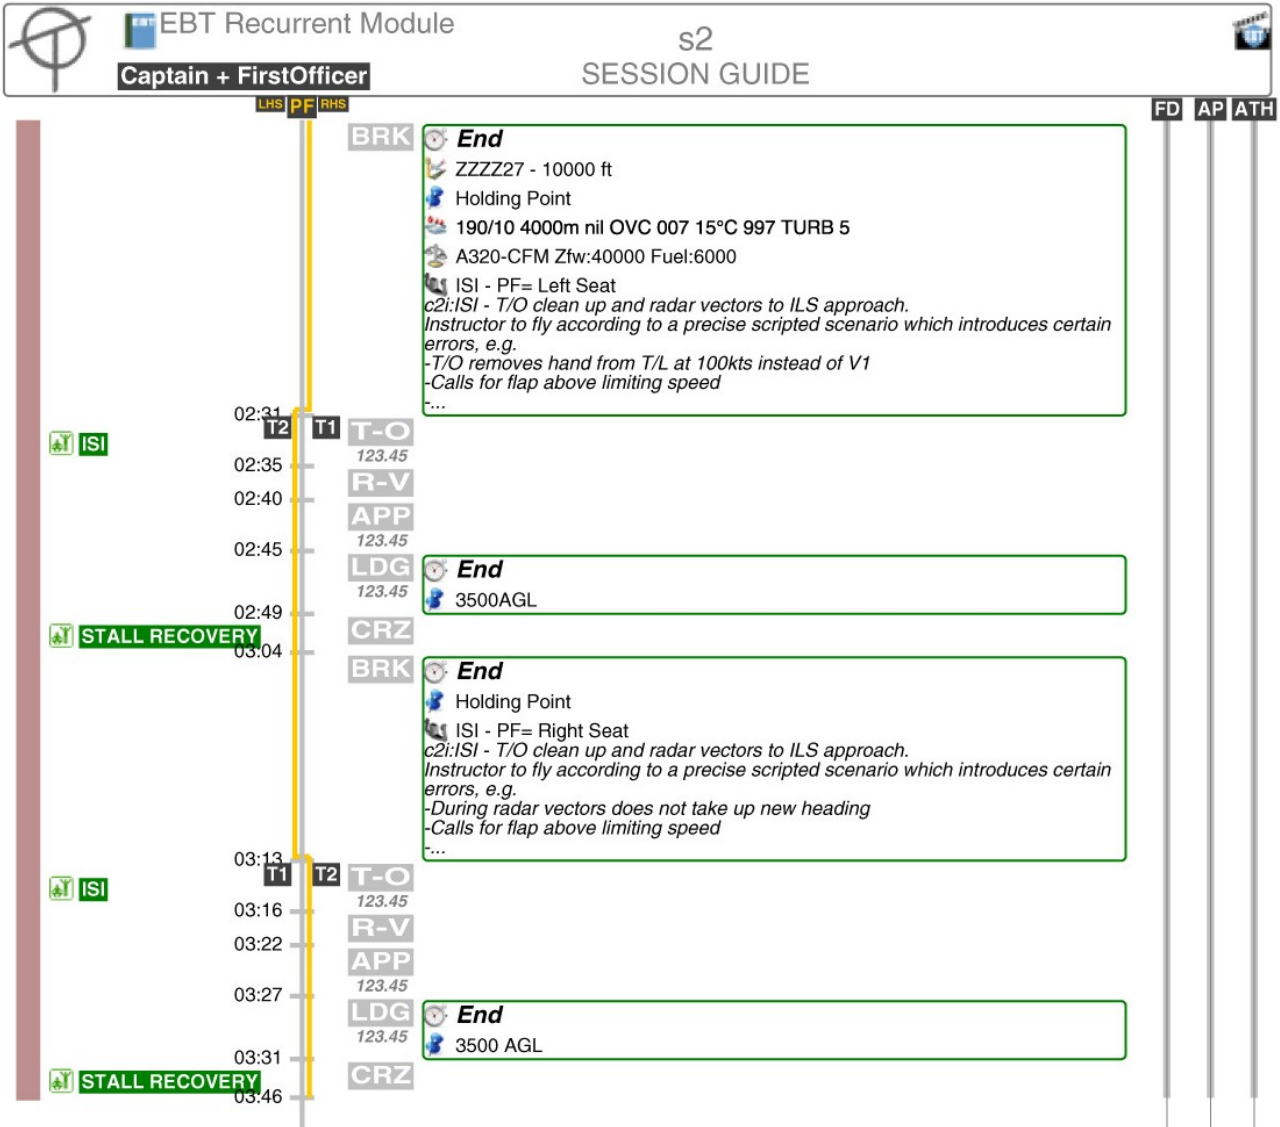 EBT Recurrent Module
s2
SESSION GUIDE
Captain + FirstOfficer
EBT
LHS PF RHS
FD AP ATH
BRK
End
ZZZZ27 - 10000 ft
Holding Point
190/10 4000m nil OVC 007 15°C 997 TURB 5
A320-CFM Zfw:40000 Fuel:6000
ISI - PF= Left Seat
c2i:ISI - T/O clean up and radar vectors to ILS approach.
Instructor to fly according to a precise scripted scenario which introduces certain
errors, e.g.
-T/O removes hand from T/L at 100kts instead of V1
-Calls for flap above limiting speed
-...
02:31
T2 T1 T-O
ISI
123.45
02:35
R-V
02:40
APP
123.45
02:45
LDG
123.45
End
3500AGL
02:49
STALL RECOVERY
CRZ
03:04
BRK
End
Holding Point
ISI - PF= Right Seat
c2i:ISI - T/O clean up and radar vectors to ILS approach.
Instructor to fly according to a precise scripted scenario which introduces certain
errors, e.g.
-During radar vectors does not take up new heading
-Calls for flap above limiting speed
-...
03:13
T1 T2 T-O
ISI
123.45
03:16
R-V
03:22
APP
123.45
03:27
LDG
123.45
End
3500 AGL
03:31
STALL RECOVERY
CRZ
03:46